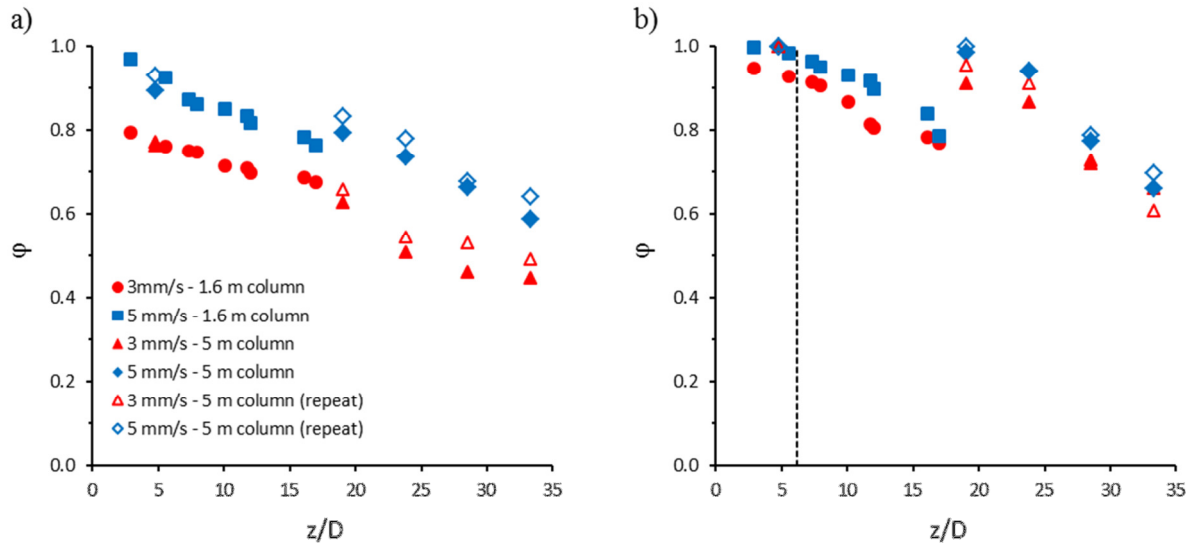 a)
1.0
0.8
0.6
φ
0.4
0.2
0.0
3mm/s - 1.6 m column
5 mm/s - 1.6 m column
3 mm/s - 5 m column
5 mm/s - 5 m column
3 mm/s - 5 m column (repeat)
5 mm/s - 5 m column (repeat)
0 5 10 15 20 25 30 35
z/D
b)
1.0
0.8
0.6
φ
0.4
0.2
0.0
0 5 10 15 20 25 30 35
z/D